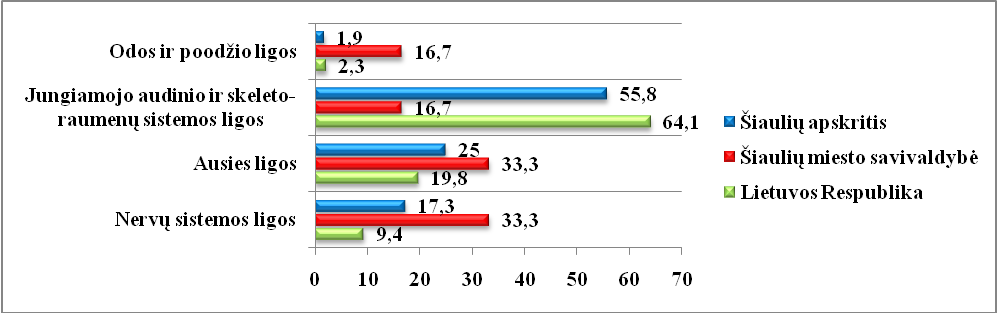 Odos ir poodžio ligos
1,9
16,7
2,3
Jungiamojo audinio ir skeleto-
raumenų sistemos ligos
55,8
16,7
64,1
Ausies ligos
25
33,3
19,8
Nervų sistemos ligos
17,3
33,3
9,4
0 10 20 30 40 50 60 70
Šiaulių apskritis
Šiaulių miesto savivaldybė
Lietuvos Respublika